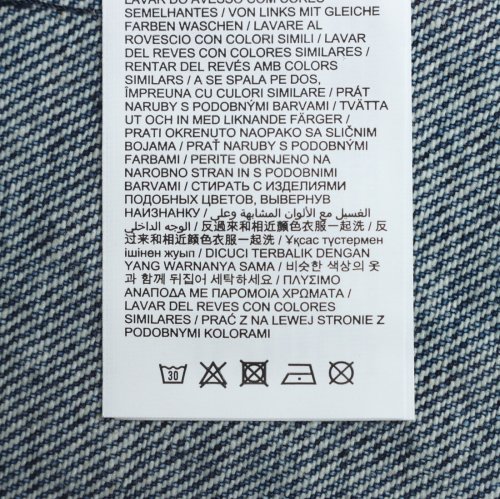 LAVAR DO AVESSO COM CORES
SEMELHANTES / VON LINKS MIT GLEICHE
FARBEN WASCHEN / LAVARE AL
ROVESCIO CON COLORI SIMILI / LAVAR
DEL REVES CON COLORES SIMILARES /
RENTAR DEL REVÉS AMB COLORS
SIMILARS / A SE SPALA PE DOS,
ÎMPREUNA CU CULORI SIMILARE / PRÁT
NARUBY S PODOBNÝMI BARVAMI / TVÄTTA
UT OCH IN MED LIKNANDE FÄRGER /
PRATI OKRENUTO NAOPAKO SA SLIČNIM
BOJAMA / PRAŤ NARUBY S PODOBNÝMI
FARBAMI / PERITE OBRNJENO NA
NAROBNO STRAN IN S PODOBNIMI
BARVAMI / СТИРАТЬ С ИЗДЕЛИЯМИ
ПОДОБНЫХ ЦВЕТОВ, ВЫВЕРНУВ
НАИЗНАНКУ / الغسيل مع الألوان المشابهة وعلى
الوجه الداخلي / 反過來和相近顏色衣服一起洗 / 反
过来和相近颜色衣服一起洗 / Ұқсас түстермен
ішінен жуып / DICUCI TERBALIK DENGAN
YANG WARNANYA SAMA / 비슷한 색상의 옷
과 함께 뒤집어 세탁하세요 / ΠΛΥΣΙΜΟ
ΑΝΑΠΟΔΑ ΜΕ ΠΑΡΟΜΟΙΑ ΧΡΩΜΑΤΑ /
LAVAR DEL REVES CON COLORES
SIMILARES / PRAĆ Z NA LEWEJ STRONIE Z
PODOBNYMI KOLORAMI
30